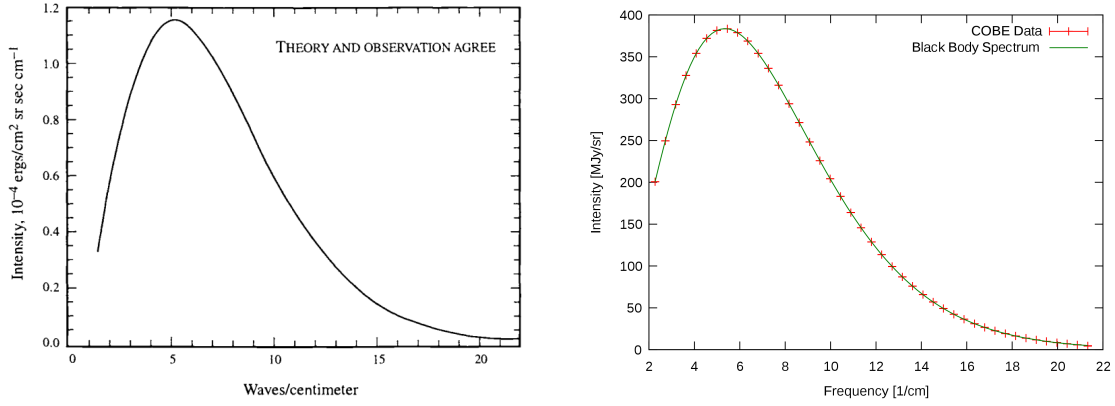 1.2
1.0
0.8
0.6
0.4
0.2
0.0
0 5 10 15 20
Intensity, 10⁻⁴ ergs/cm² sr sec cm⁻¹
THEORY AND OBSERVATION AGREE
Waves/centimeter
400
350
300
250
200
150
100
50
0
2 4 6 8 10 12 14 16 18 20 22
Intensity [MJy/sr]
COBE Data
Black Body Spectrum
Frequency [1/cm]